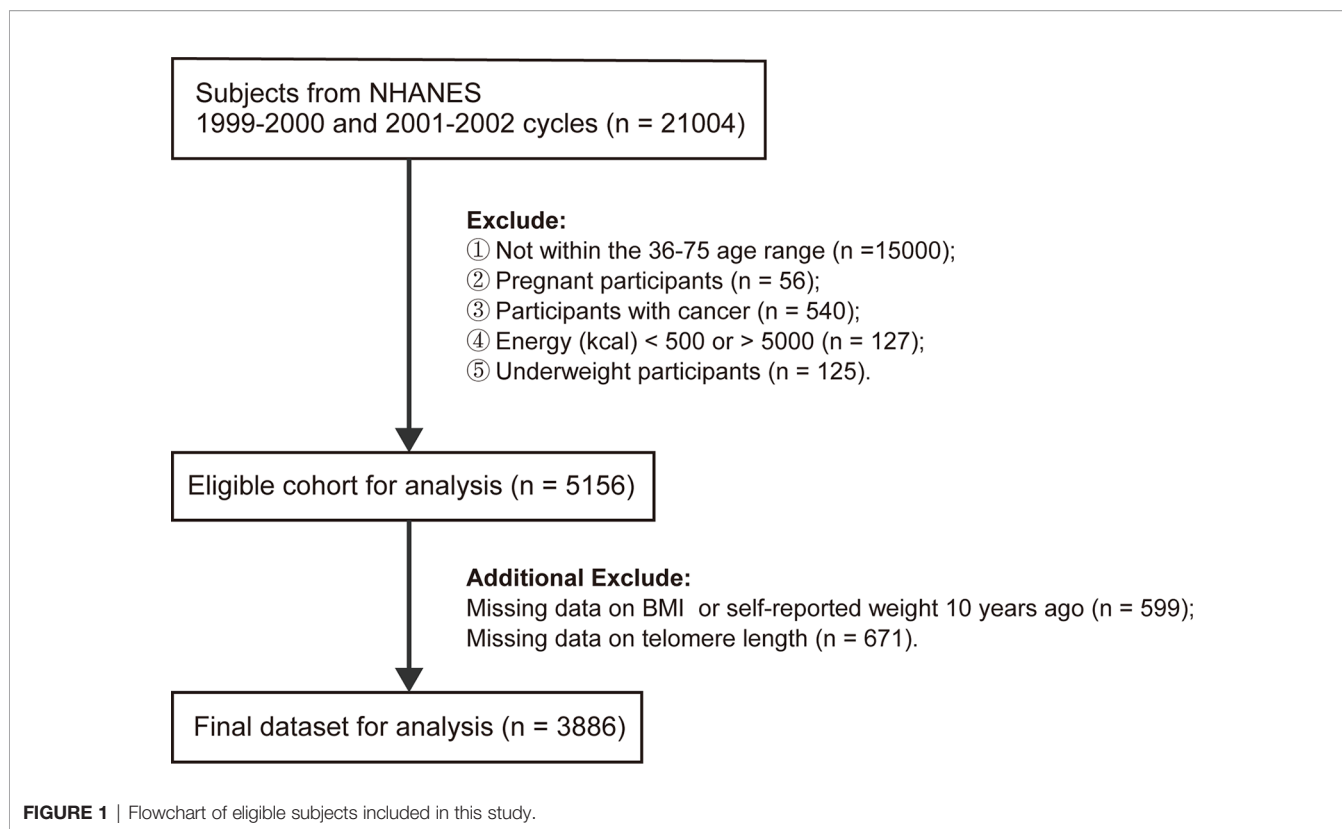 Subjects from NHANES
1999-2000 and 2001-2002 cycles (n = 21004)
Exclude:
① Not within the 36-75 age range (n =15000);
② Pregnant participants (n = 56);
③ Participants with cancer (n = 540);
④ Energy (kcal) < 500 or > 5000 (n = 127);
⑤ Underweight participants (n = 125).
Eligible cohort for analysis (n = 5156)
Additional Exclude:
Missing data on BMI or self-reported weight 10 years ago (n = 599);
Missing data on telomere length (n = 671).
Final dataset for analysis (n = 3886)
FIGURE 1 | Flowchart of eligible subjects included in this study.